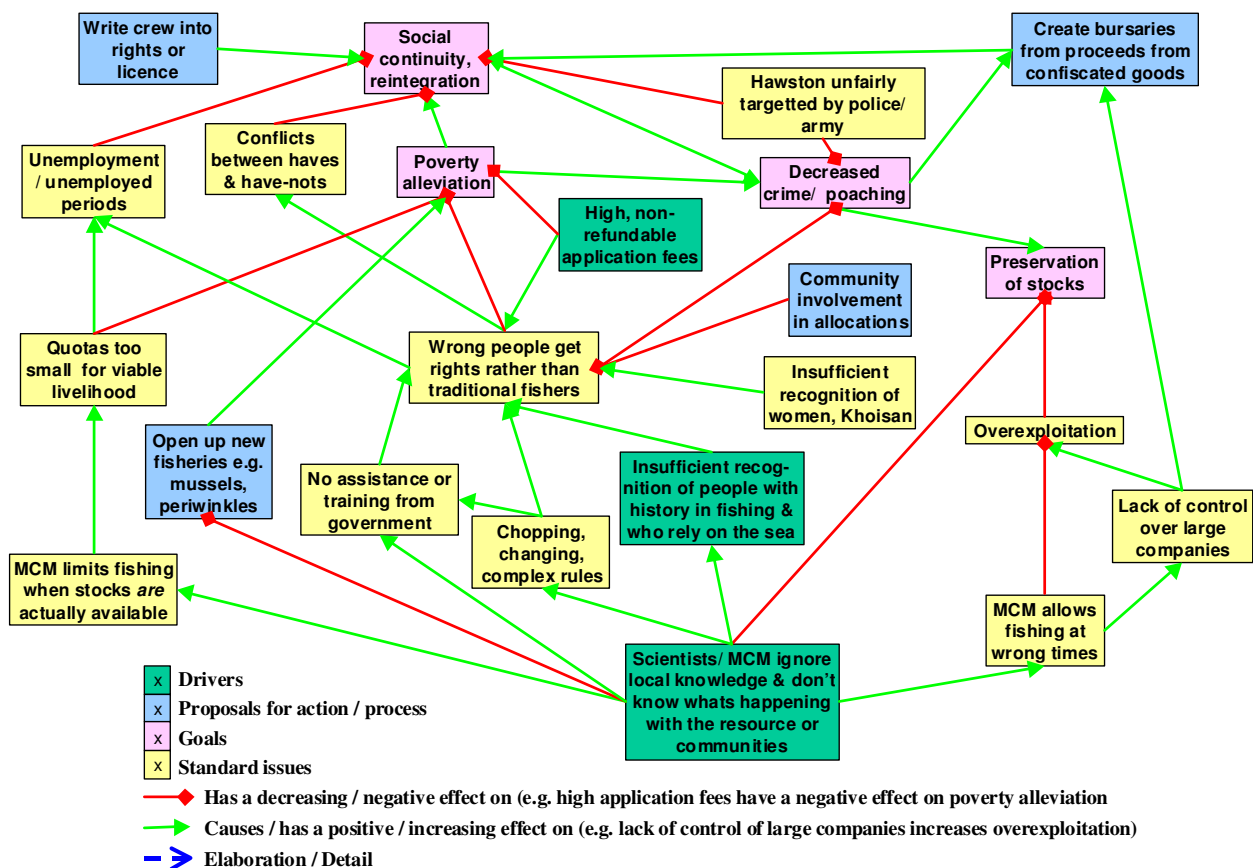 Write crew into
rights or
licence
Social
continuity,
reintegration
Create bursaries
from proceeds from
confiscated goods
Hawston unfairly
targetted by police/
army
Conflicts
between haves
& have-nots
Unemployment
/ unemployed
periods
Poverty
alleviation
Decreased
crime/ poaching
High, non-
refundable
application fees
Preservation
of stocks
Community
involvement
in allocations
Quotas too
small for viable
livelihood
Wrong people get
rights rather than
traditional fishers
Insufficient
recognition of
women, Khoisan
Overexploitation
Open up new
fisheries e.g.
mussels,
periwinkles
No assistance or
training from
government
Insufficient recog-
nition of people with
history in fishing &
who rely on the sea
Chopping,
changing,
complex rules
Lack of control
over large
companies
MCM limits fishing
when stocks are
actually available
MCM allows
fishing at
wrong times
Scientists/ MCM ignore
local knowledge & don't
know whats happening
with the resource or
communities
x Drivers
x Proposals for action / process
x Goals
x Standard issues
Has a decreasing / negative effect on (e.g. high application fees have a negative effect on poverty alleviation
Causes / has a positive / increasing effect on (e.g. lack of control of large companies increases overexploitation)
Elaboration / Detail